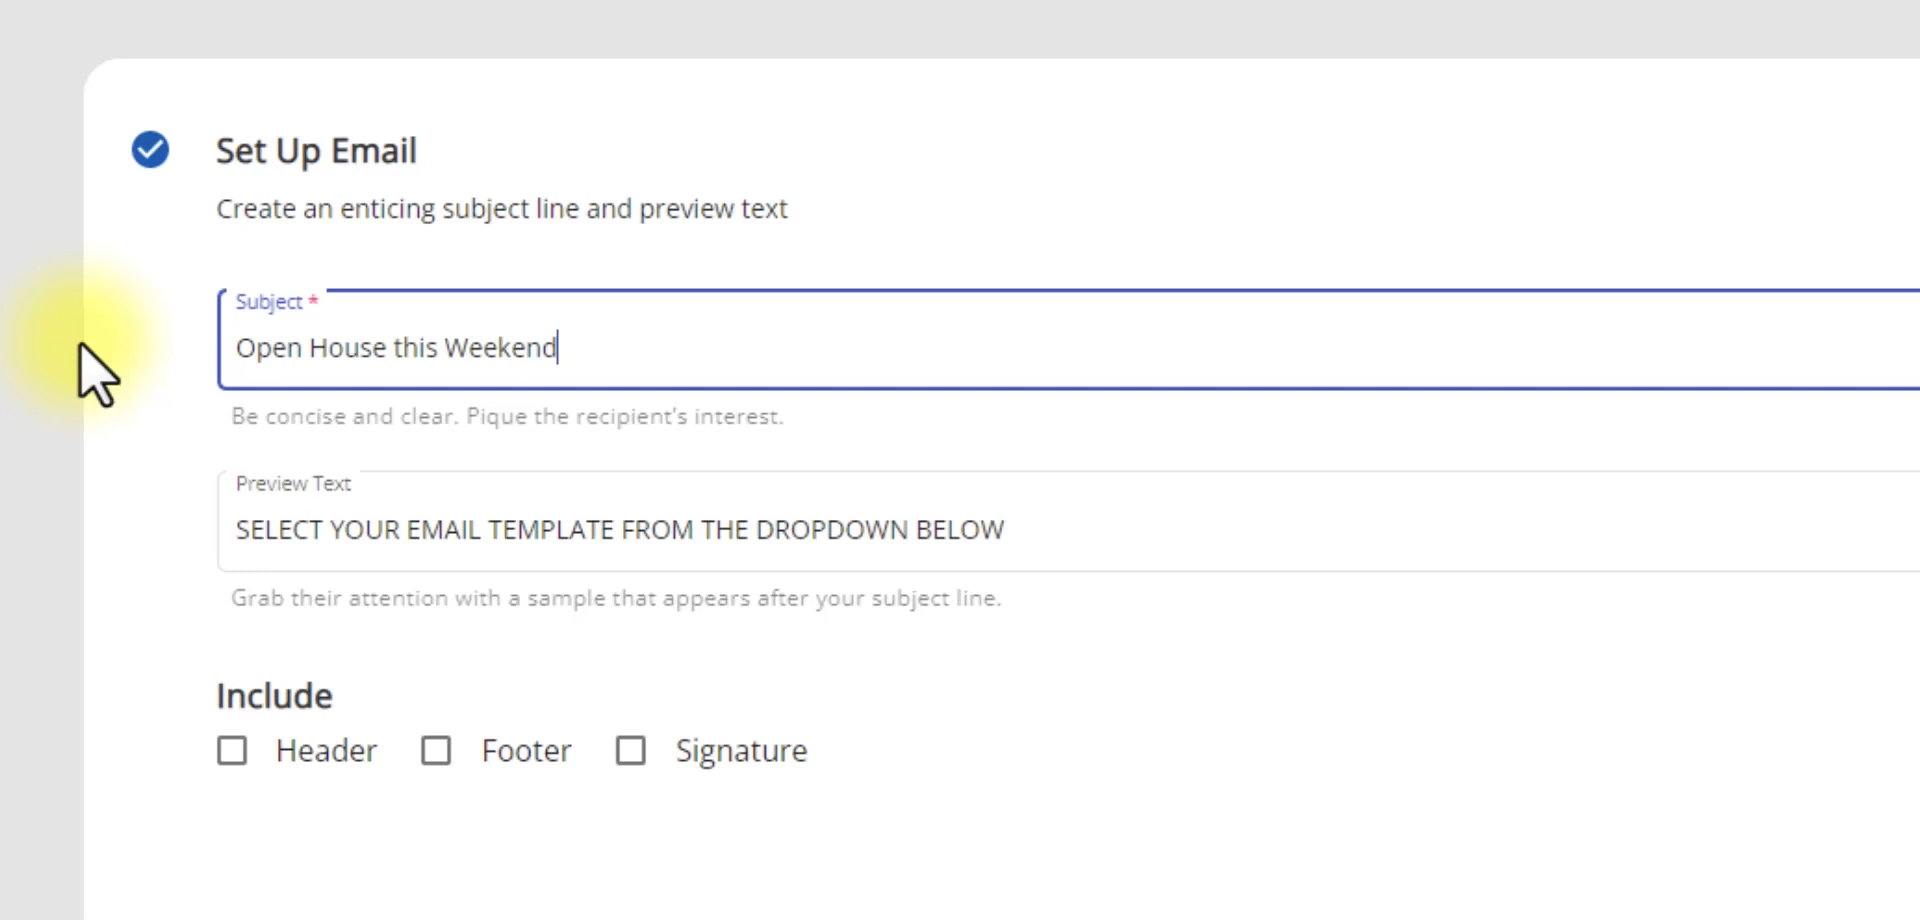 Set Up Email
Create an enticing subject line and preview text
Subject *
Open House this Weekend
Be concise and clear. Pique the recipient's interest.
Preview Text
SELECT YOUR EMAIL TEMPLATE FROM THE DROPDOWN BELOW
Grab their attention with a sample that appears after your subject line.
Include
Header Footer Signature